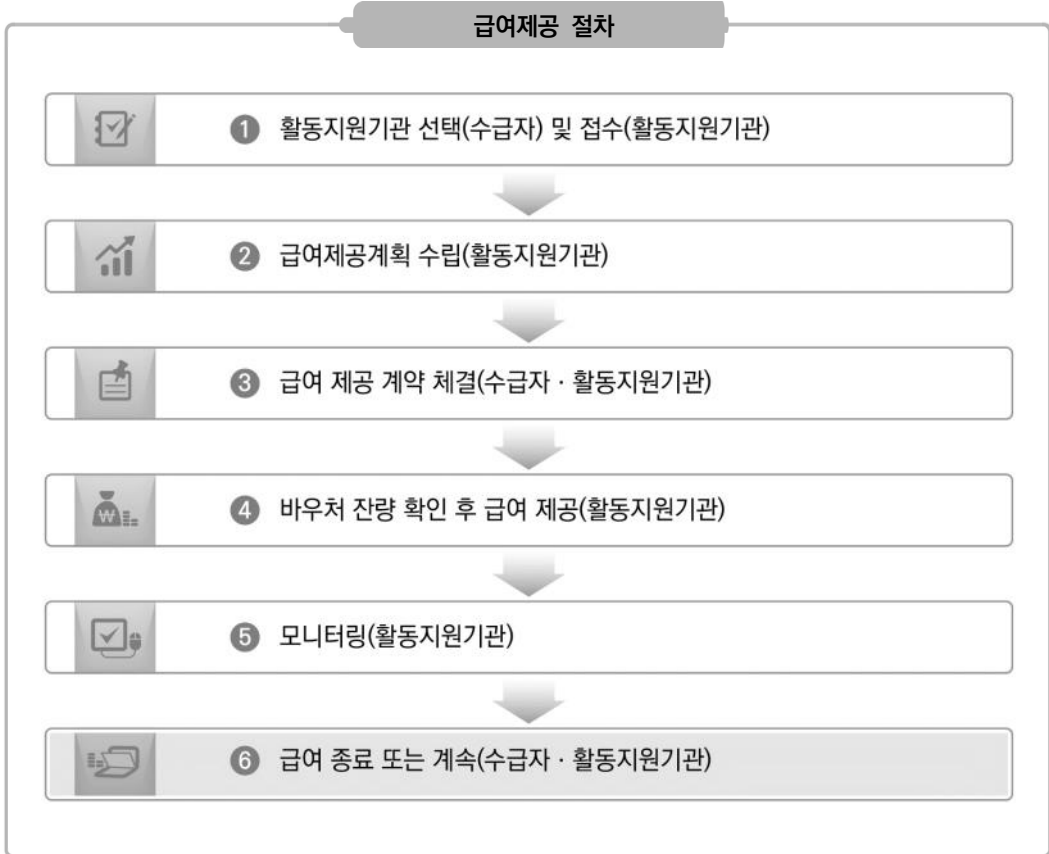 급여제공 절차
❶ 활동지원기관 선택(수급자) 및 접수(활동지원기관)
❷ 급여제공계획 수립(활동지원기관)
❸ 급여 제공 계약 체결(수급자 · 활동지원기관)
❹ 바우처 잔량 확인 후 급여 제공(활동지원기관)
❺ 모니터링(활동지원기관)
❻ 급여 종료 또는 계속(수급자 · 활동지원기관)